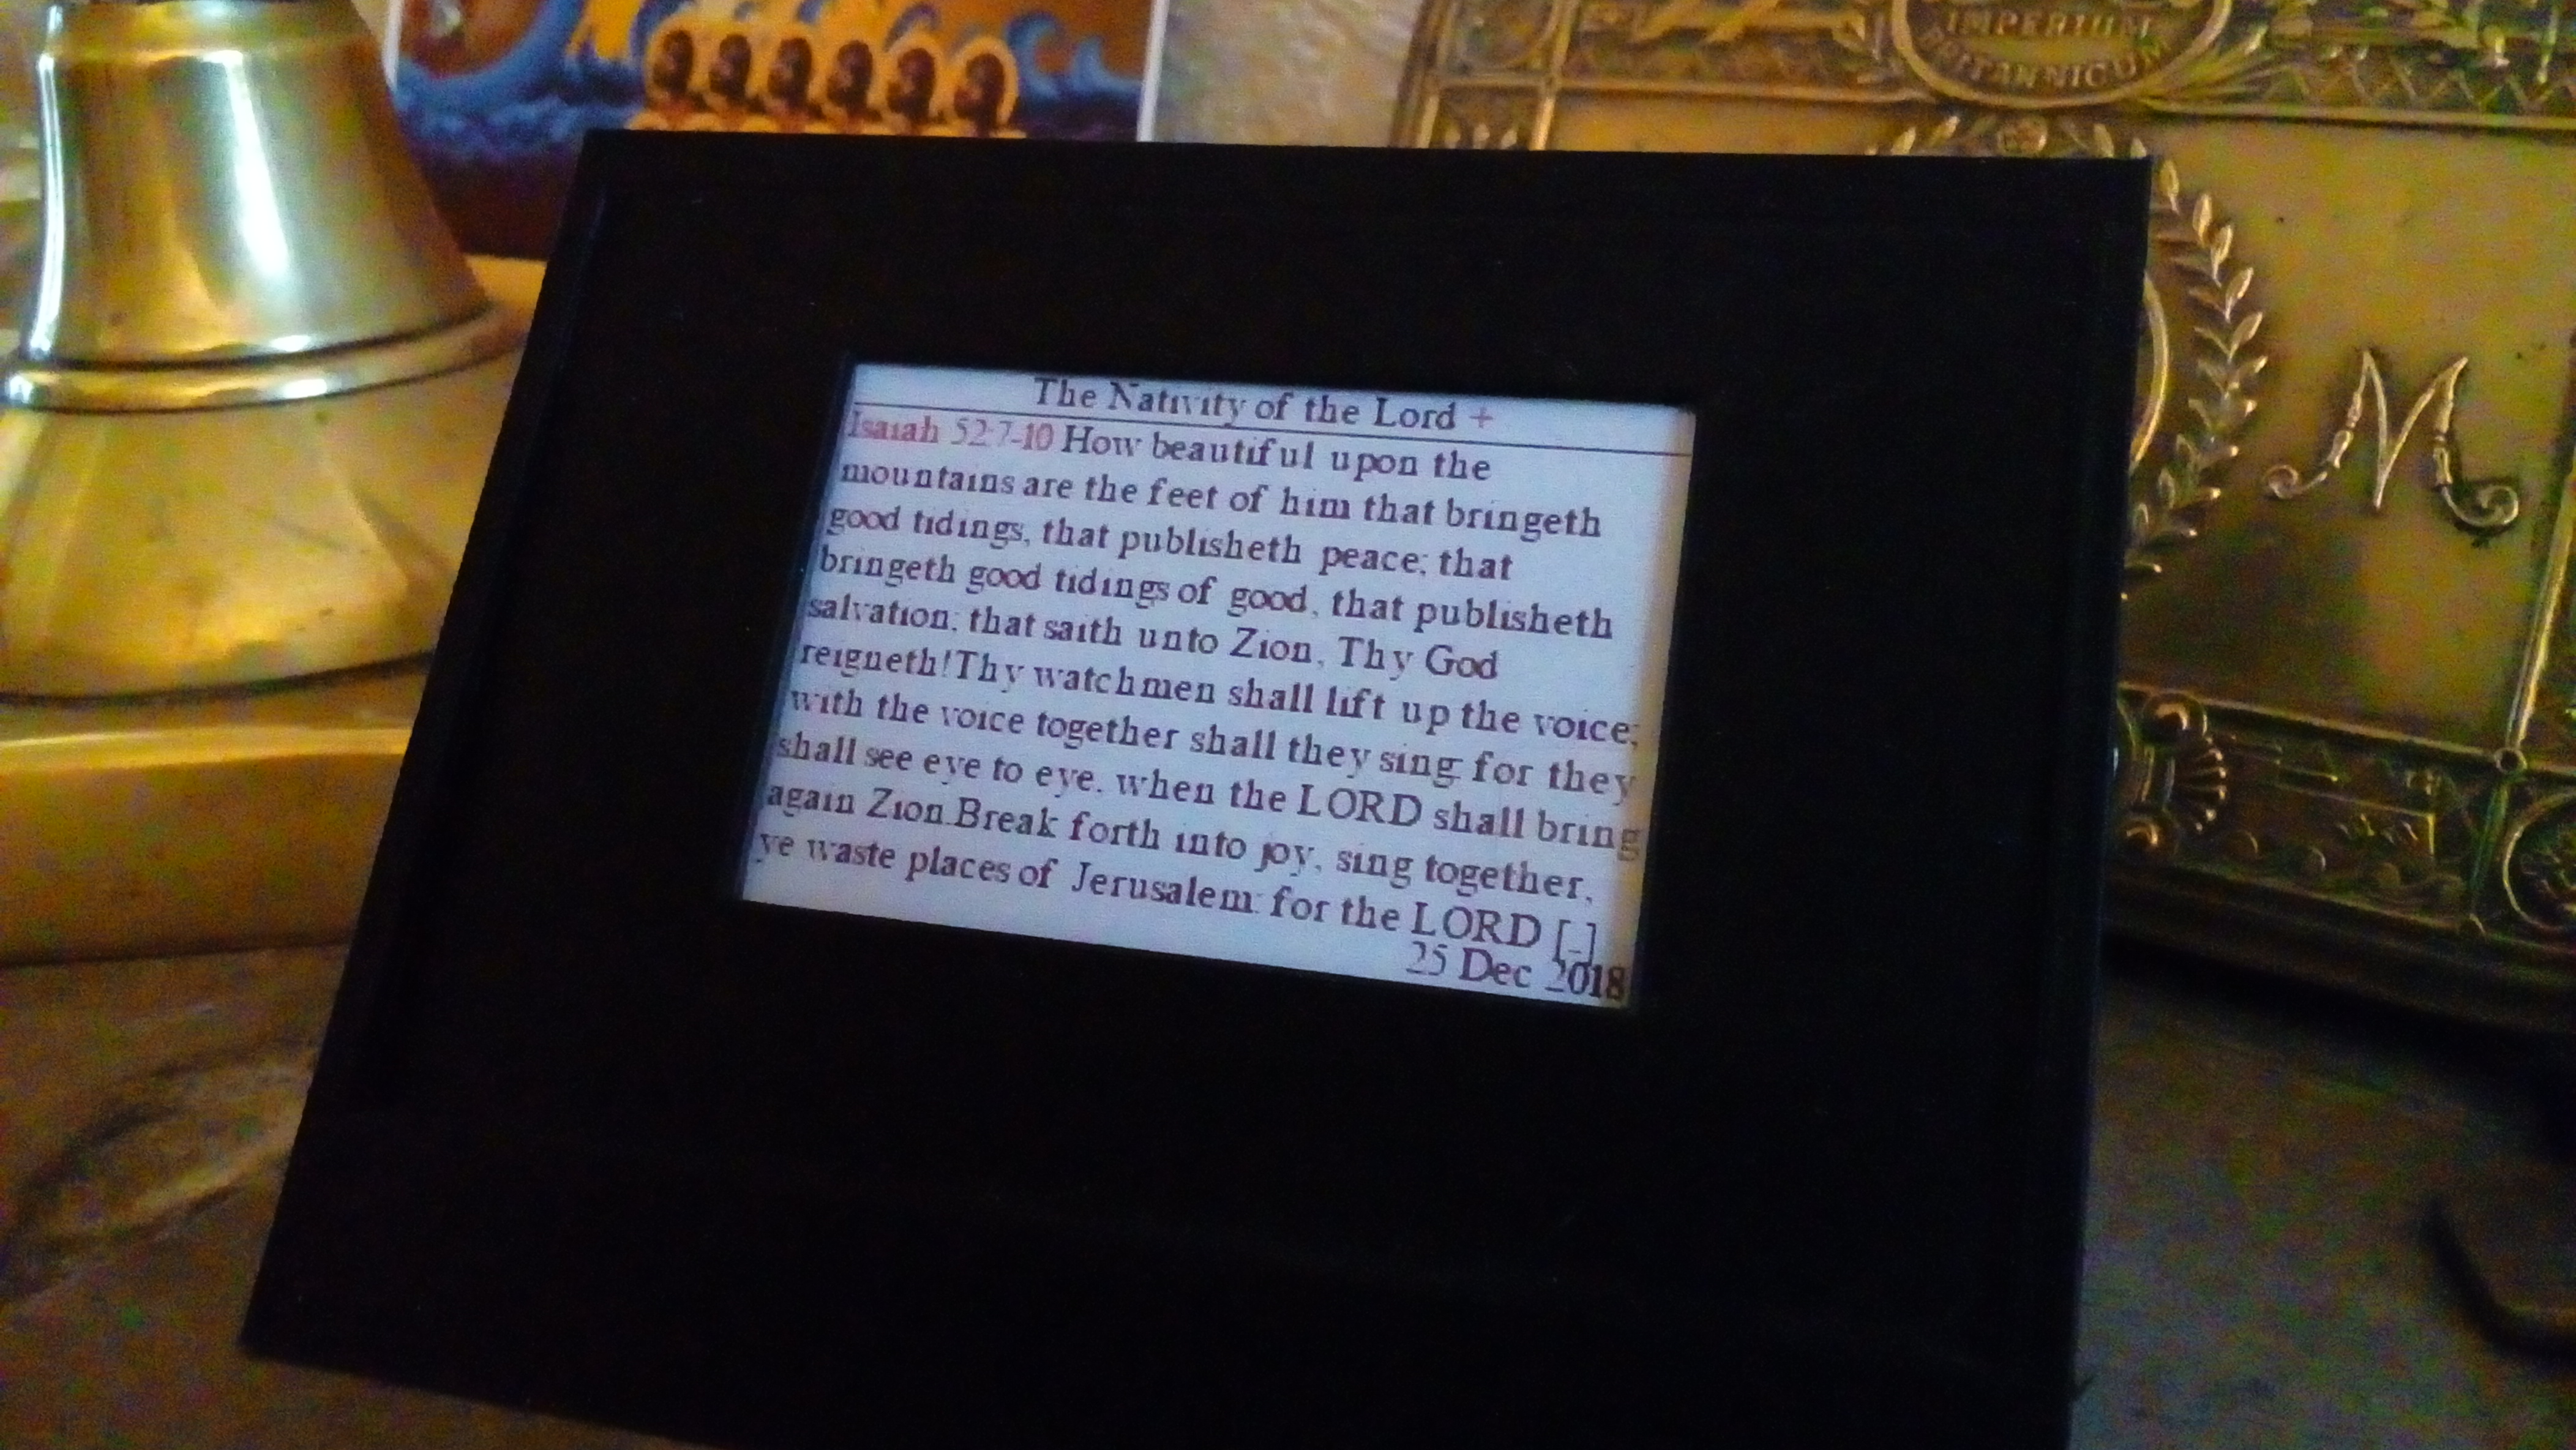 IMPERIUM
BRITANNICUM
M
The Nativity of the Lord +
Isaiah 52:7-10 How beautiful upon the
mountains are the feet of him that bringeth
good tidings, that publisheth peace; that
bringeth good tidings of good, that publisheth
salvation; that saith unto Zion, Thy God
reigneth!Thy watchmen shall lift up the voice;
with the voice together shall they sing: for they
shall see eye to eye, when the LORD shall bring
again Zion.Break forth into joy, sing together,
ye waste places of Jerusalem: for the LORD [..]
25 Dec 2018